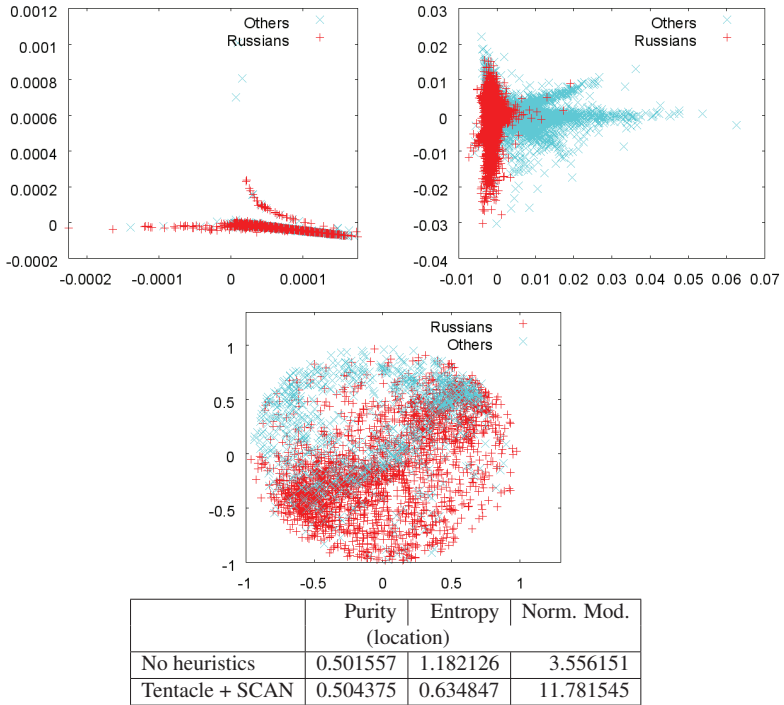 Others
Russians
0.0012
0.001
0.0008
0.0006
0.0004
0.0002
0
-0.0002
-0.0002 -0.0001 0 0.0001
Others
Russians
0.03
0.02
0.01
0
-0.01
-0.02
-0.03
-0.04
-0.01 0 0.01 0.02 0.03 0.04 0.05 0.06 0.07
Russians
Others
1
0.5
0
-0.5
-1
-1 -0.5 0 0.5 1
Purity Entropy Norm. Mod.
(location)
No heuristics 0.501557 1.182126 3.556151
Tentacle + SCAN 0.504375 0.634847 11.781545